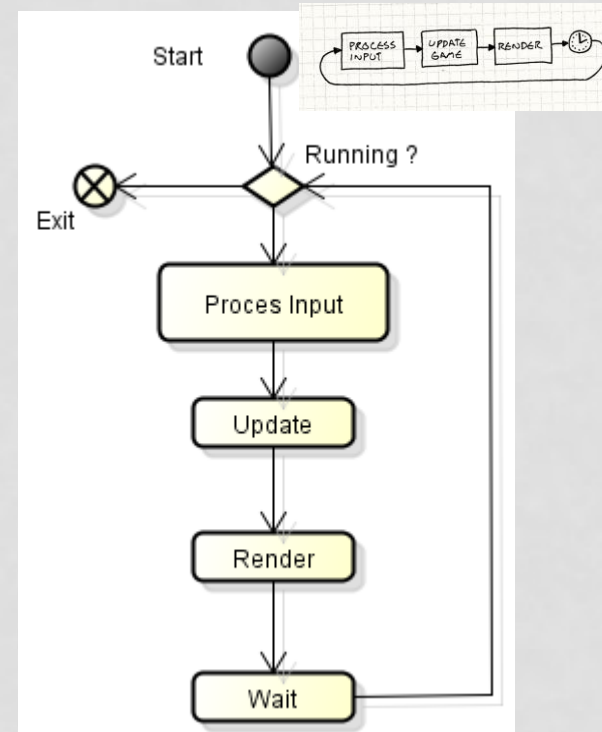 Start
PROCESS
INPUT
UPDATE
GAME
RENDER
Running ?
Exit
Proces Input
Update
Render
Wait